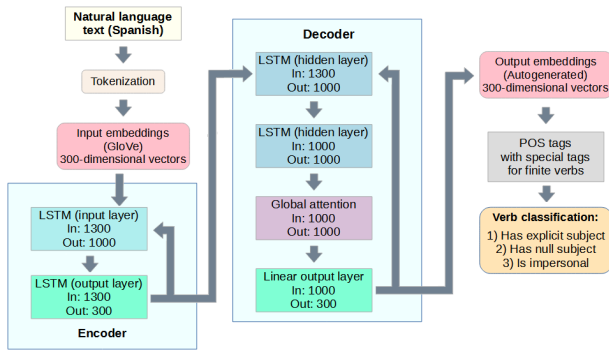 Natural language
text (Spanish)
Tokenization
Input embeddings
(GloVe)
300-dimensional vectors
LSTM (input layer)
In: 1300
Out: 1000
LSTM (output layer)
In: 1300
Out: 300
Encoder
Decoder
LSTM (hidden layer)
In: 1300
Out: 1000
LSTM (hidden layer)
In: 1000
Out: 1000
Global attention
In: 1000
Out: 1000
Linear output layer
In: 1000
Out: 300
Output embeddings
(Autogenerated)
300-dimensional vectors
POS tags
with special tags
for finite verbs
Verb classification:
1) Has explicit subject
2) Has null subject
3) Is impersonal